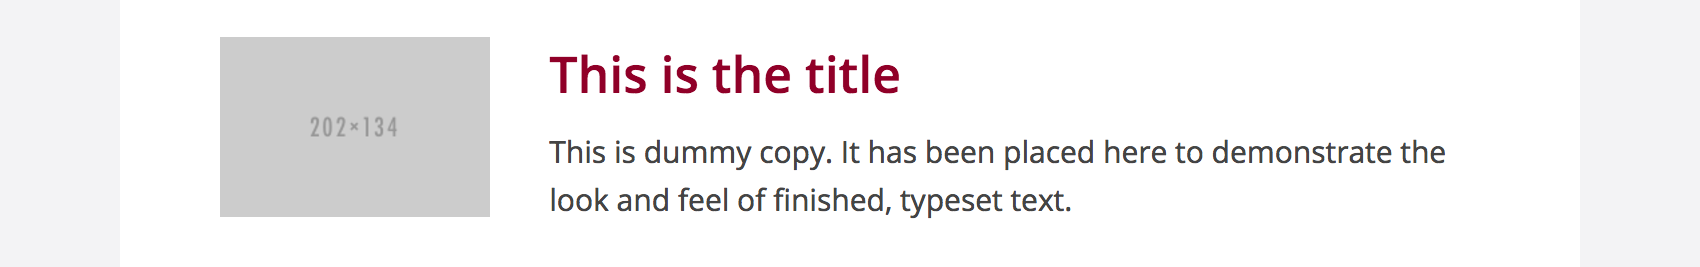 202×134
This is the title
This is dummy copy. It has been placed here to demonstrate the
look and feel of finished, typeset text.